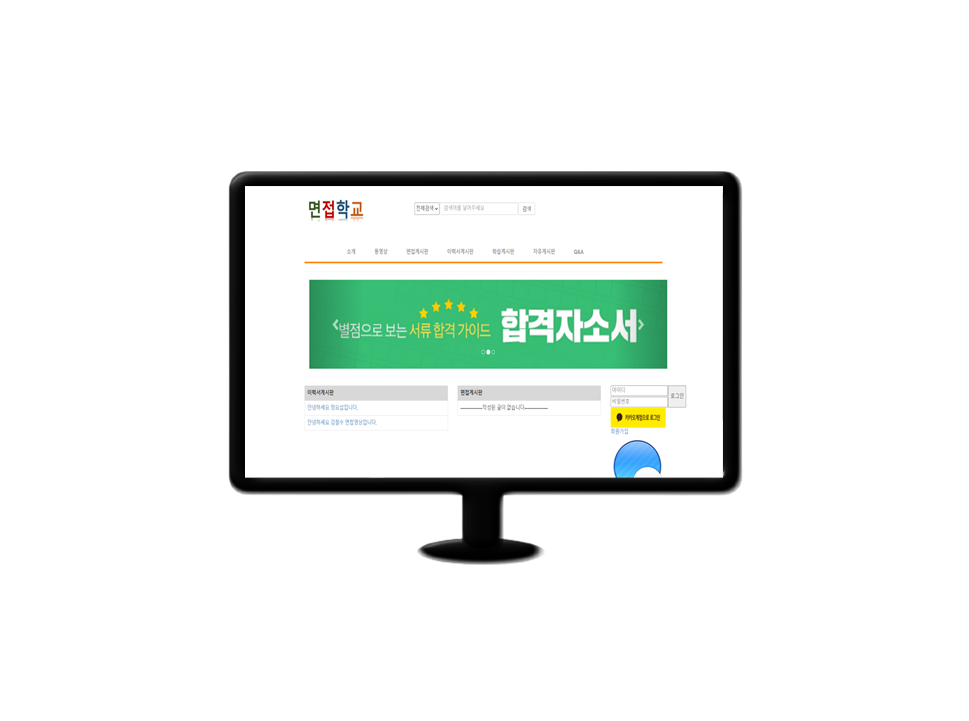 면접학교
전체검색 검색어를 넣어주세요 검색
소개 동영상 면접게시판 이력서게시판 학습게시판 자유게시판 Q&A
별점으로 보는 서류 합격 가이드 합격자소서
이력서게시판
안녕하세요 입니다.
안녕하세요 김철수 면접영상입니다.
면접게시판
---------------작성된 글이 없습니다---------------
아이디
비밀번호
로그인
카카오계정으로 로그인
회원가입